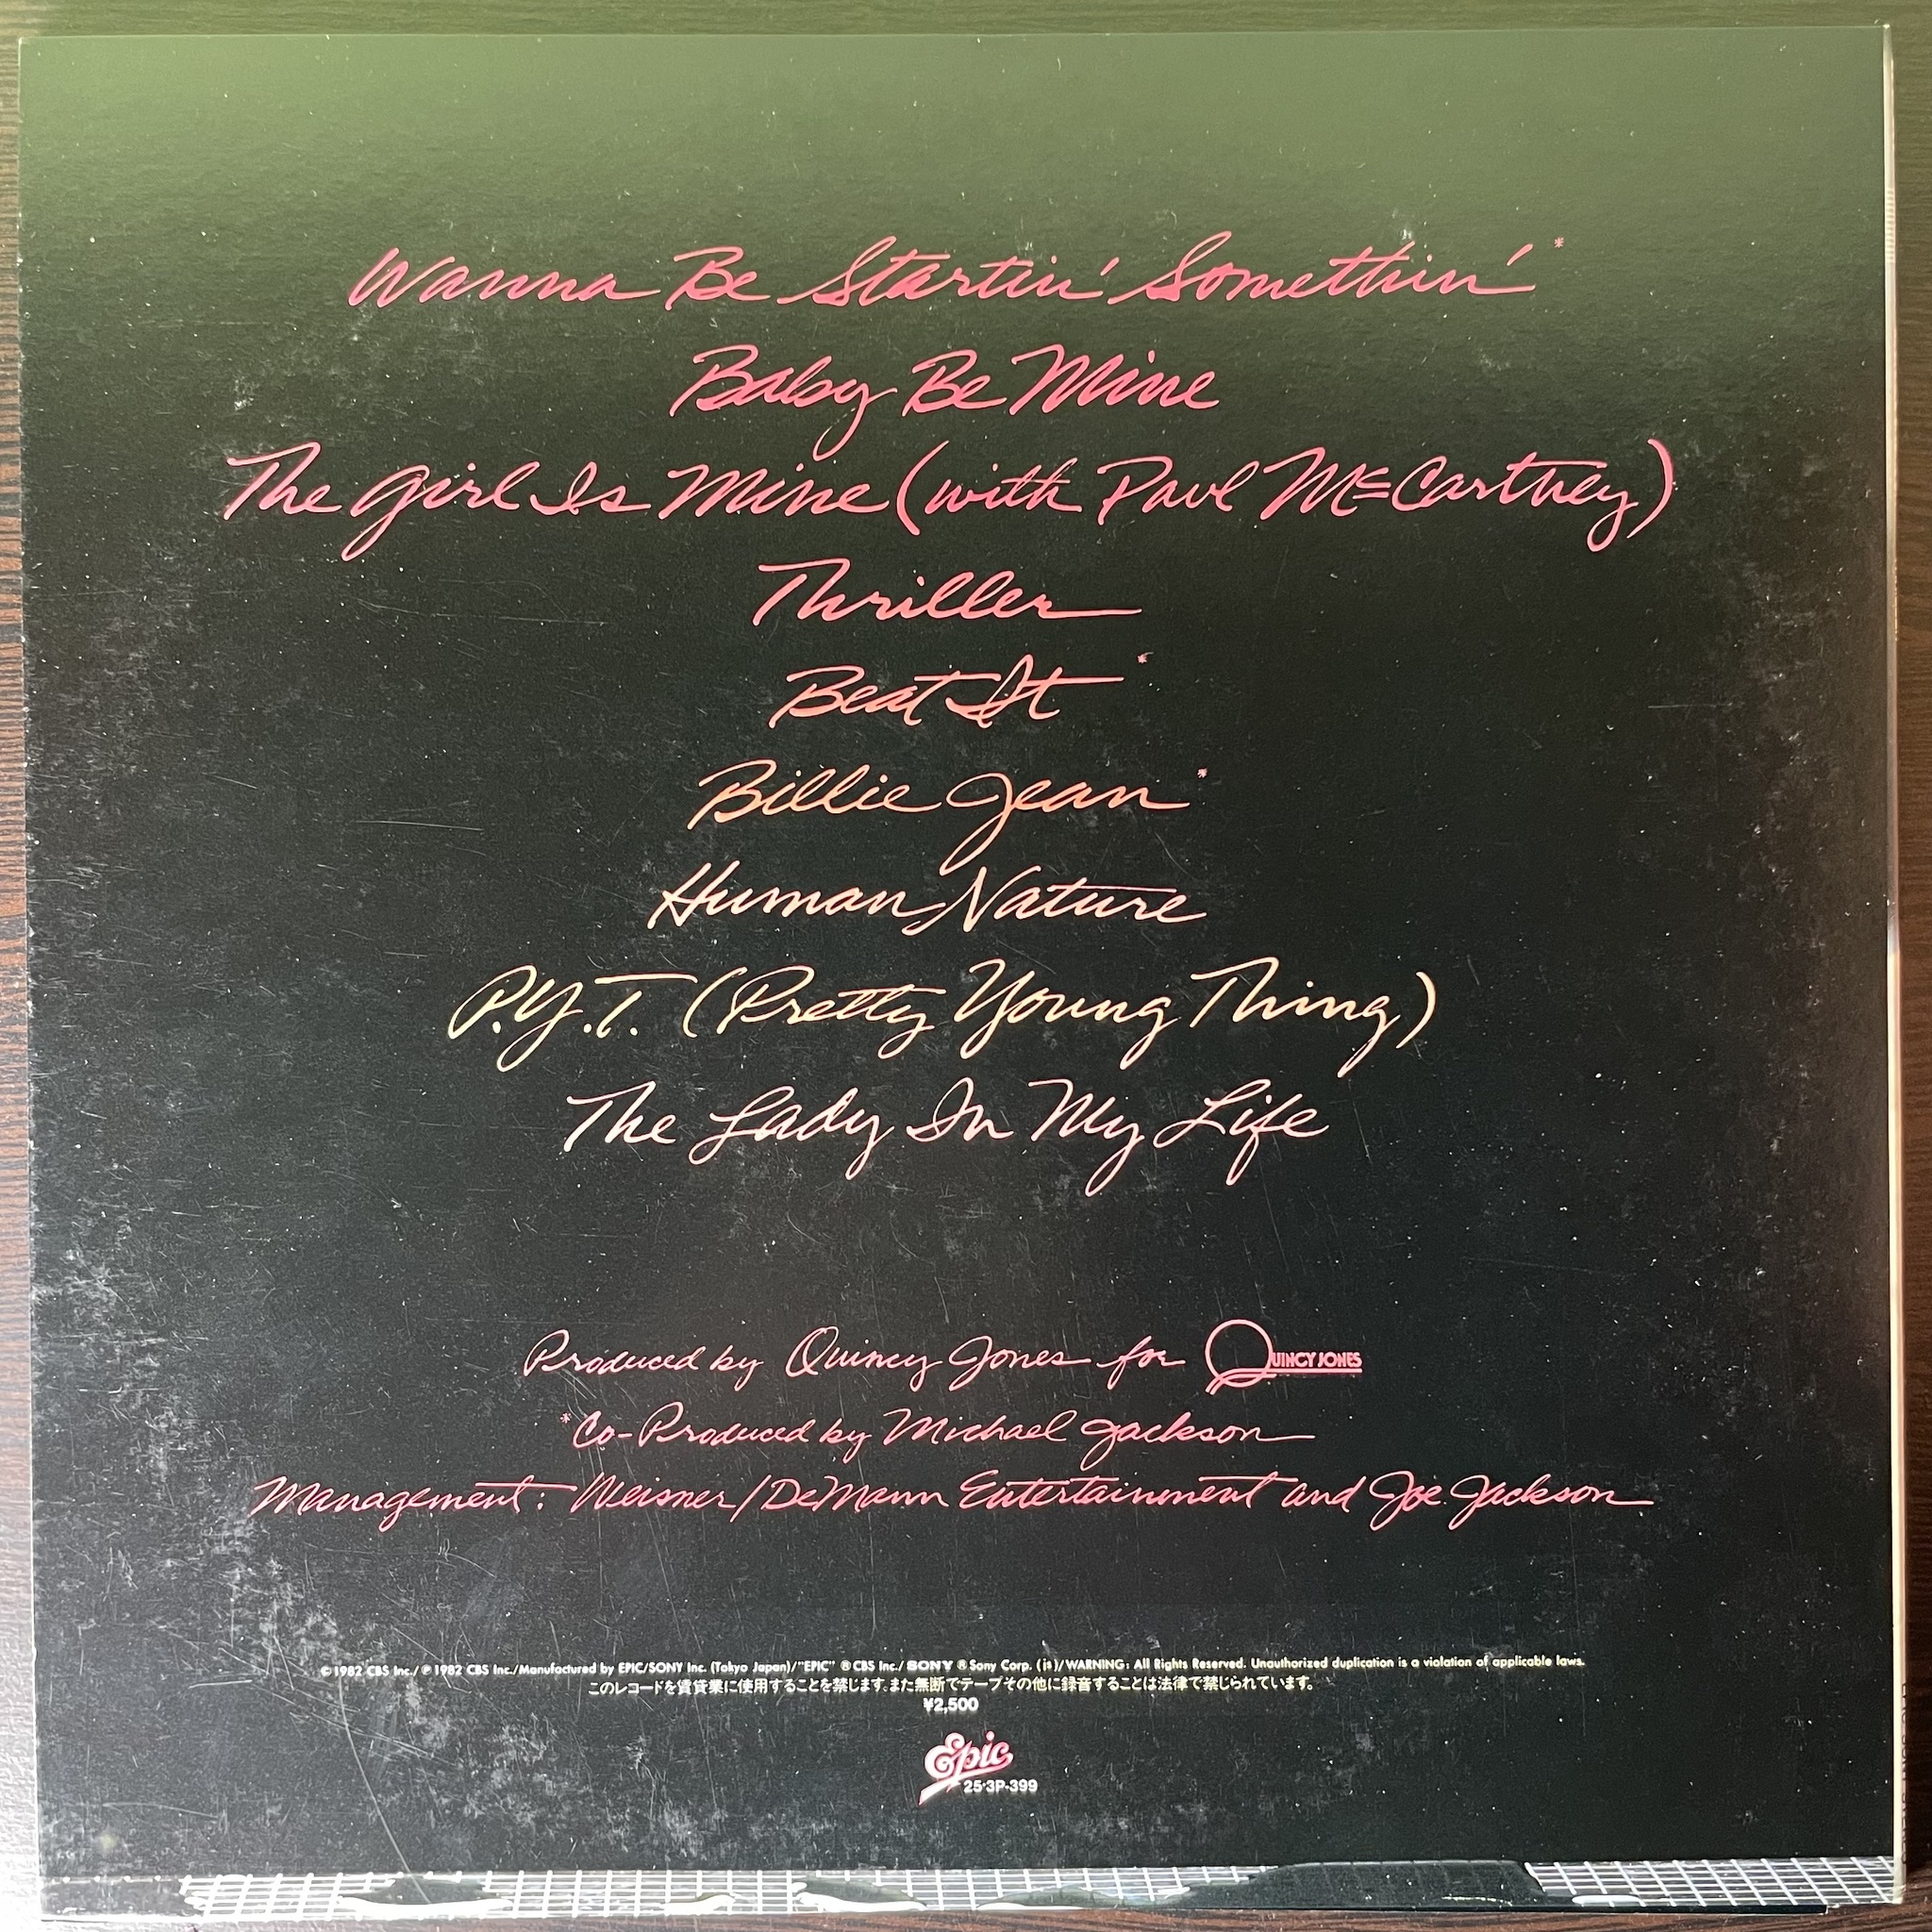 Wanna Be Startin' Somethin'*
Baby Be Mine
The Girl Is Mine (with Paul McCartney)
Thriller
Beat It*
Billie Jean*
Human Nature
P.Y.T. (Pretty Young Thing)
The Lady In My Life
Produced by Quincy Jones for QUINCY JONES
*Co-Produced by Michael Jackson
Management: Weisner/DeMann Entertainment and Joe Jackson
©1982 CBS Inc./℗1982 CBS Inc./Manufactured by EPIC/SONY Inc. (Tokyo Japan)/"EPIC" ®CBS Inc./SONY ®Sony Corp. /WARNING: All Rights Reserved. Unauthorized duplication is a violation of applicable laws.
このレコードを賃貸業に使用することを禁じます。また無断でテープその他に録音することは法律で禁じられています。
¥2,500
Epic
25·3P-399